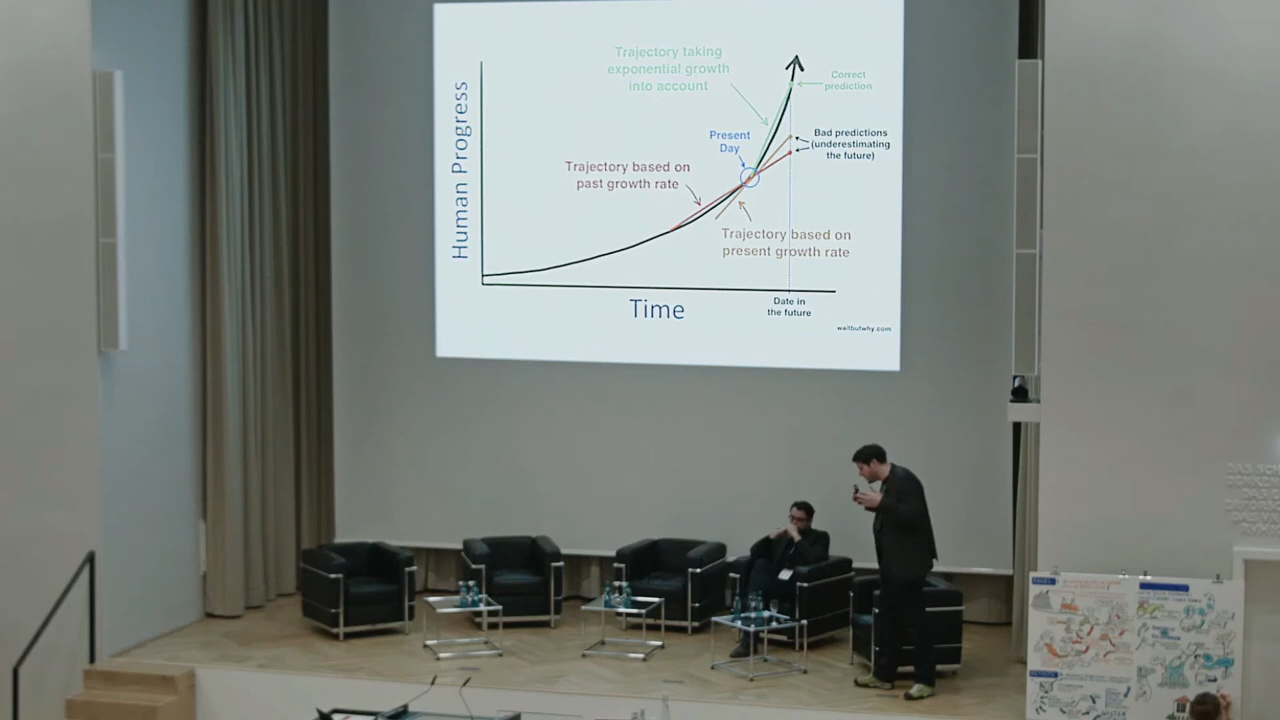 Trajectory taking
exponential growth
into account
Correct
prediction
Human Progress
Present
Day
Bad predictions
(underestimating
the future)
Trajectory based on
past growth rate
Trajectory based on
present growth rate
Time
Date in
the future
waitbutwhy.com